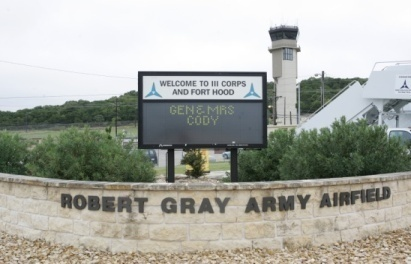 WELCOME TO III CORPS
AND FORT HOOD
GEN & MRS
CODY
ROBERT GRAY ARMY AIRFIELD